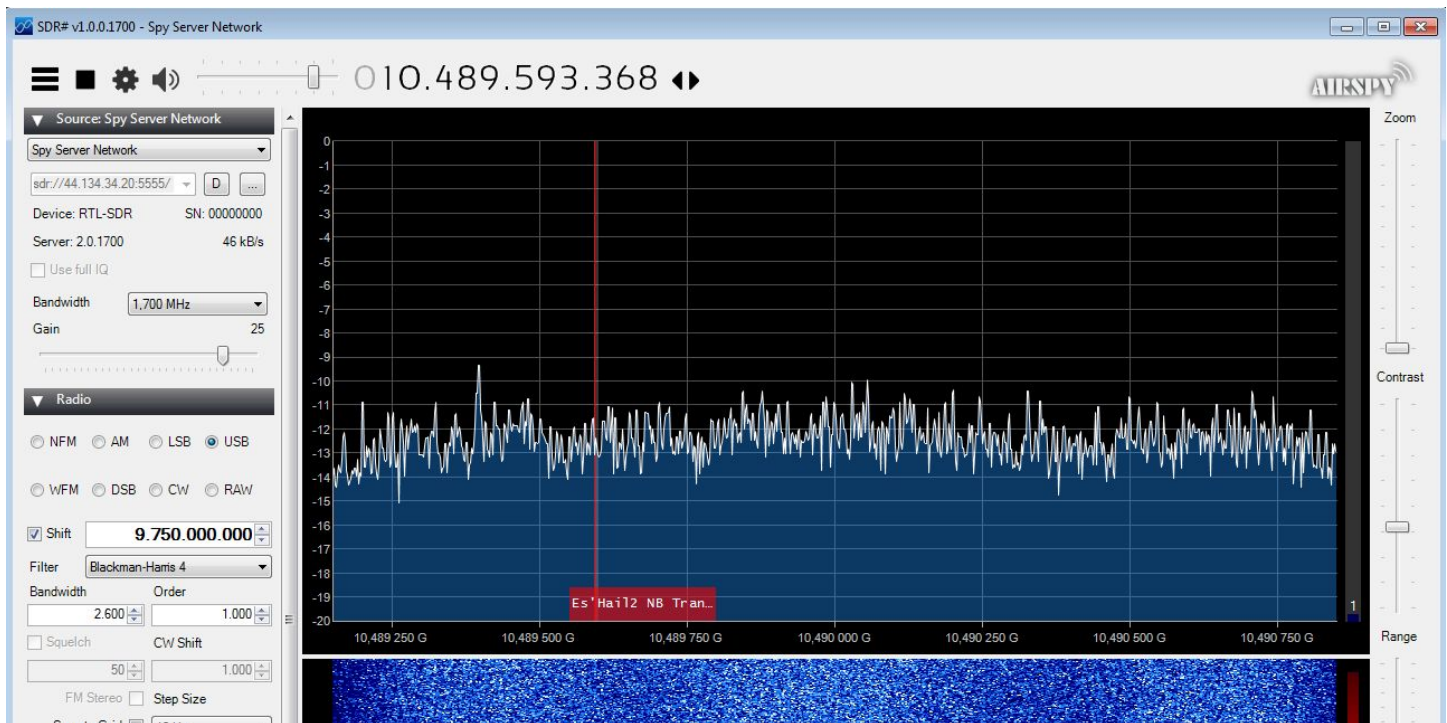 SDR# v1.0.0.1700 - Spy Server Network
010.489.593.368
AIRSPY
Source: Spy Server Network
Spy Server Network
sdr://44.134.34.20:5555/
D
...
Device: RTL-SDR SN: 00000000
Server: 2.0.1700 46 kB/s
Use full IQ
Bandwidth 1,700 MHz
Gain 25
Radio
NFM AM LSB USB
WFM DSB CW RAW
Shift 9.750.000.000
Filter Blackman-Harris 4
Bandwidth Order
2.600 1.000
Squelch CW Shift
50 1.000
FM Stereo Step Size
0
-1
-2
-3
-4
-5
-6
-7
-8
-9
-10
-11
-12
-13
-14
-15
-16
-17
-18
-19
-20
Es'Hail2 NB Tran...
1
10,489 250 G 10,489 500 G 10,489 750 G 10,490 000 G 10,490 250 G 10,490 500 G 10,490 750 G
Zoom
Contrast
Range